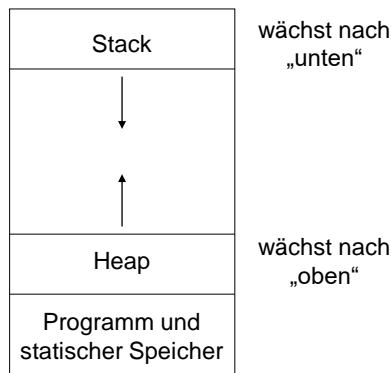 Stack
wächst nach
„unten“
Heap
wächst nach
„oben“
Programm und
statischer Speicher